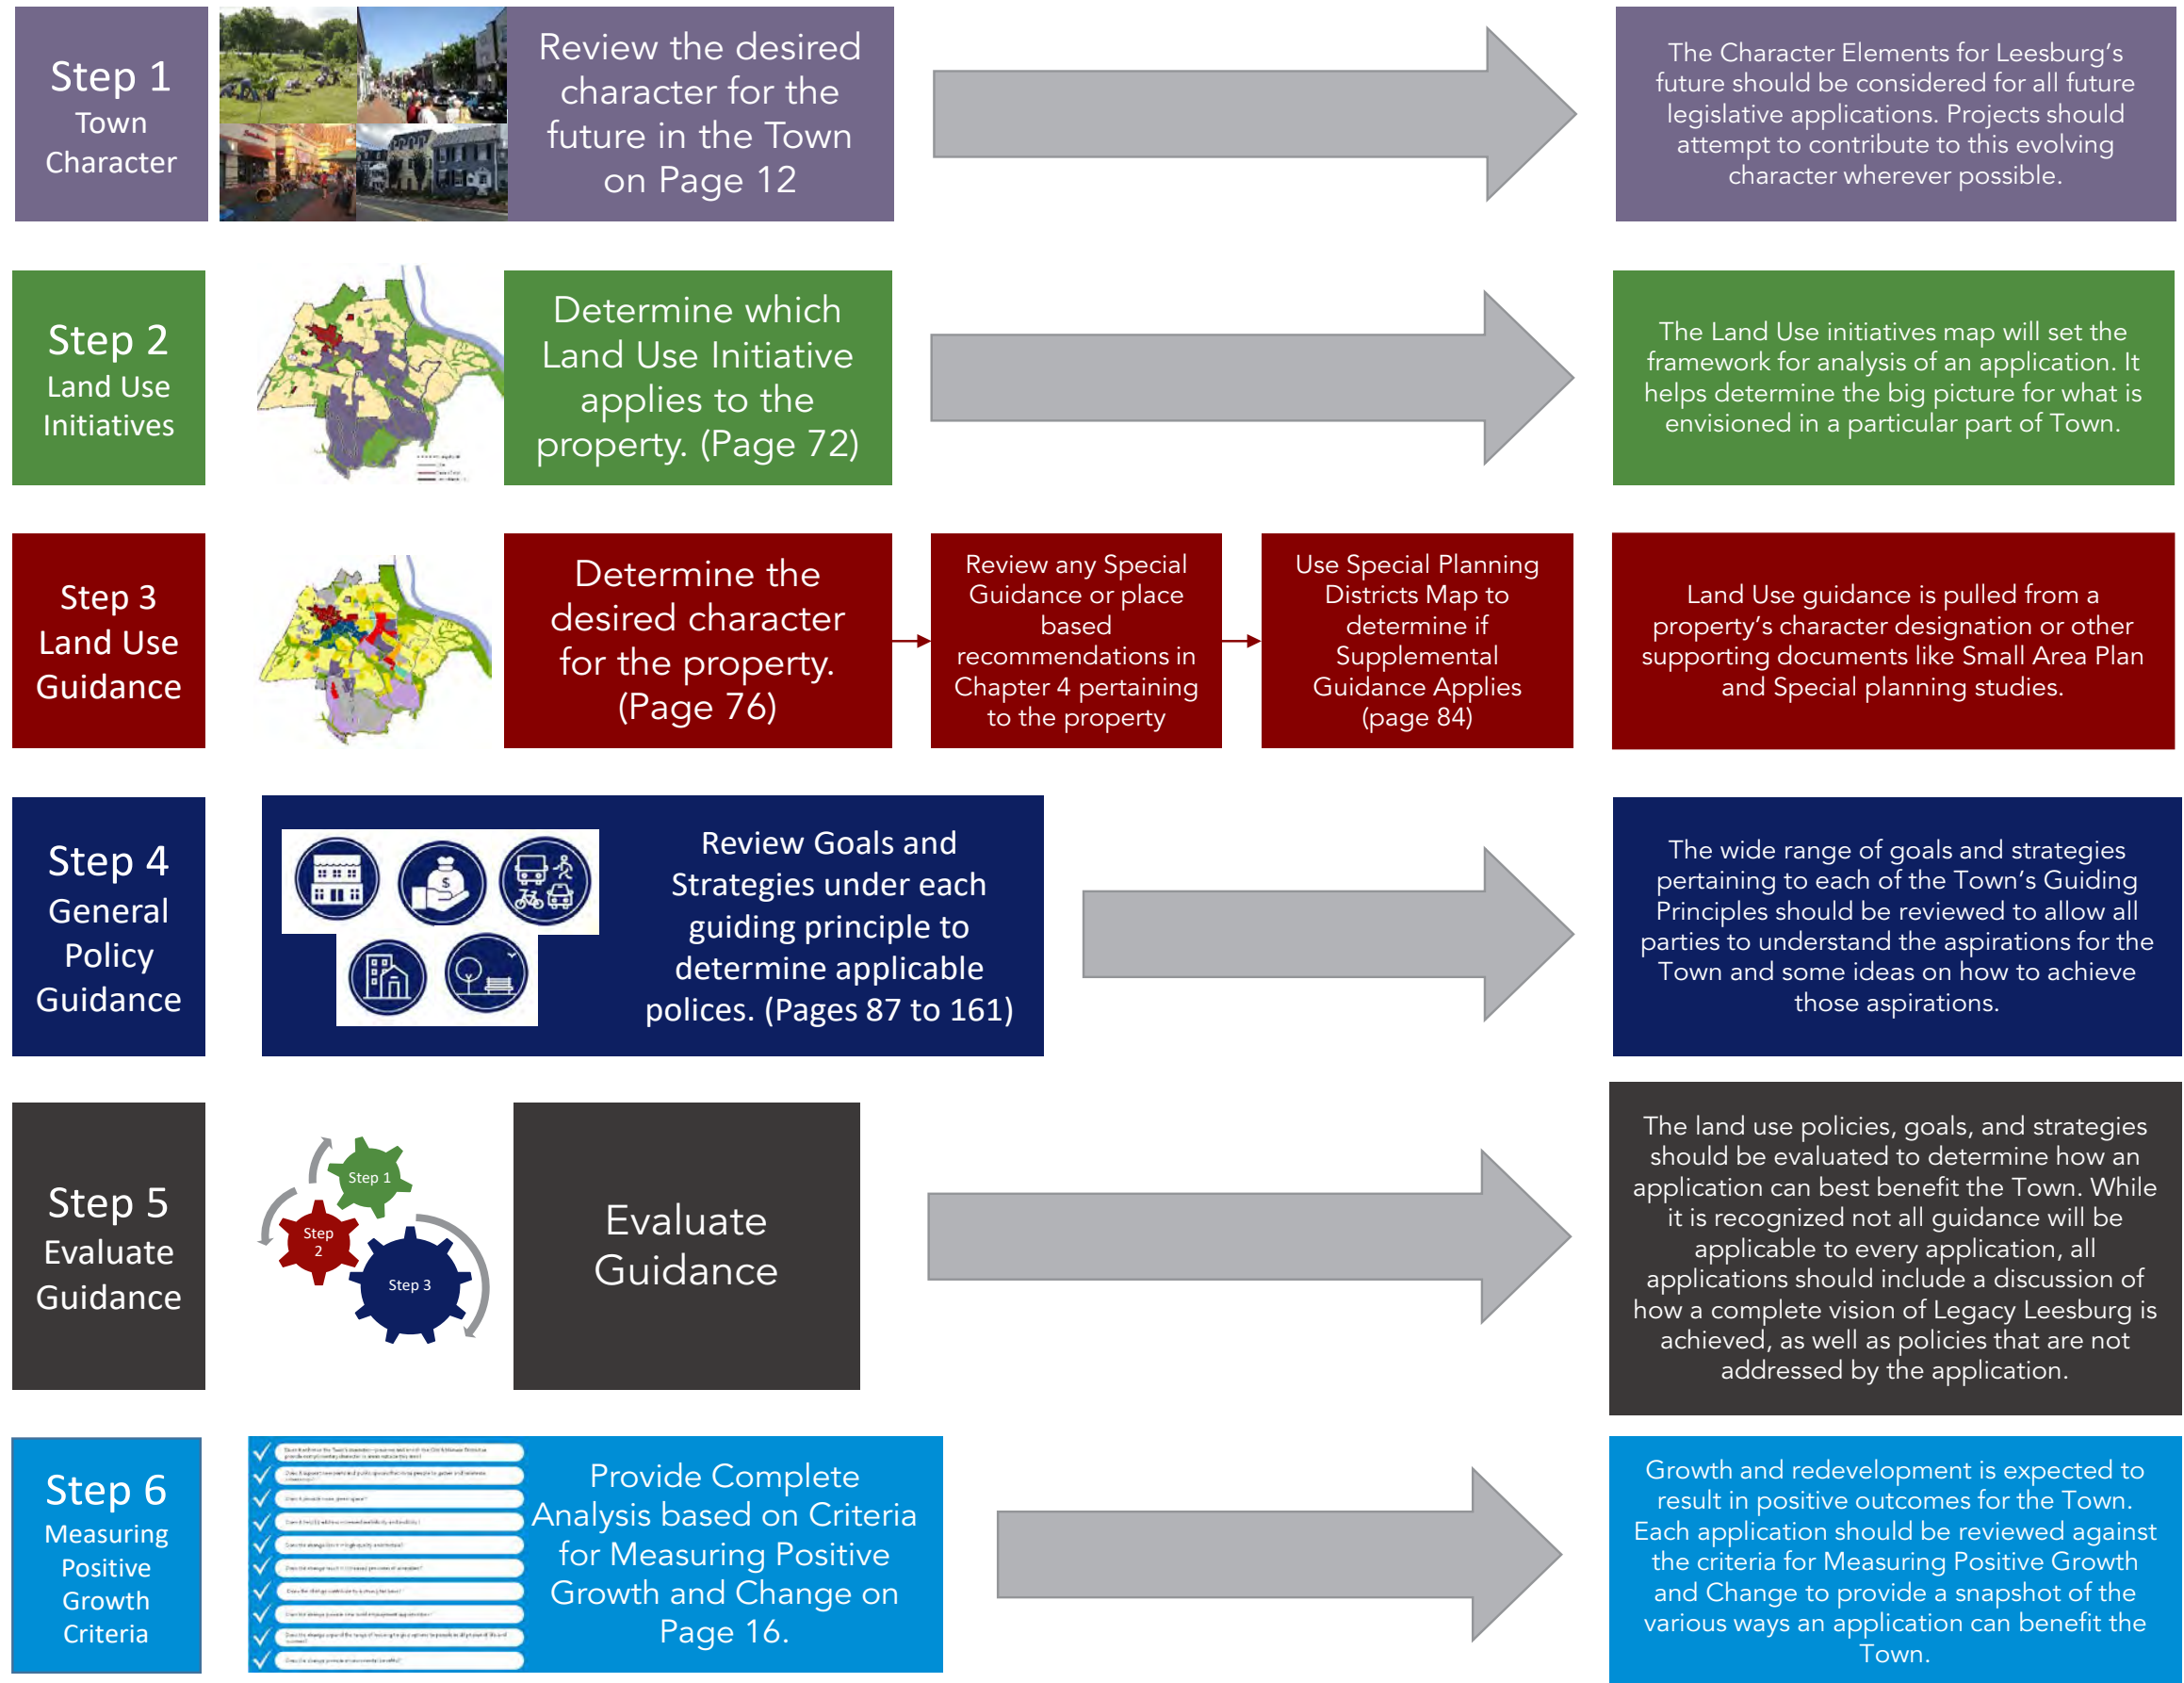 Step 1
Town
Character
Review the desired
character for the
future in the Town
on Page 12
The Character Elements for Leesburg's
future should be considered for all future
legislative applications. Projects should
attempt to contribute to this evolving
character wherever possible.
Step 2
Land Use
Initiatives
Determine which
Land Use Initiative
applies to the
property. (Page 72)
The Land Use initiatives map will set the
framework for analysis of an application. It
helps determine the big picture for what is
envisioned in a particular part of Town.
Step 3
Land Use
Guidance
Determine the
desired character
for the property.
(Page 76)
Review any Special
Guidance or place
based
recommendations in
Chapter 4 pertaining
to the property
Use Special Planning
Districts Map to
determine if
Supplemental
Guidance Applies
(page 84)
Land Use guidance is pulled from a
property's character designation or other
supporting documents like Small Area Plan
and Special planning studies.
Step 4
General
Policy
Guidance
$
Review Goals and
Strategies under each
guiding principle to
determine applicable
polices. (Pages 87 to 161)
The wide range of goals and strategies
pertaining to each of the Town's Guiding
Principles should be reviewed to allow all
parties to understand the aspirations for the
Town and some ideas on how to achieve
those aspirations.
Step 5
Evaluate
Guidance
Step 1
Step
2
Step 3
Evaluate
Guidance
The land use policies, goals, and strategies
should be evaluated to determine how an
application can best benefit the Town. While
it is recognized not all guidance will be
applicable to every application, all
applications should include a discussion of
how a complete vision of Legacy Leesburg is
achieved, as well as policies that are not
addressed by the application.
Step 6
Measuring
Positive
Growth
Criteria
Provide Complete
Analysis based on Criteria
for Measuring Positive
Growth and Change on
Page 16.
Growth and redevelopment is expected to
result in positive outcomes for the Town.
Each application should be reviewed against
the criteria for Measuring Positive Growth
and Change to provide a snapshot of the
various ways an application can benefit the
Town.